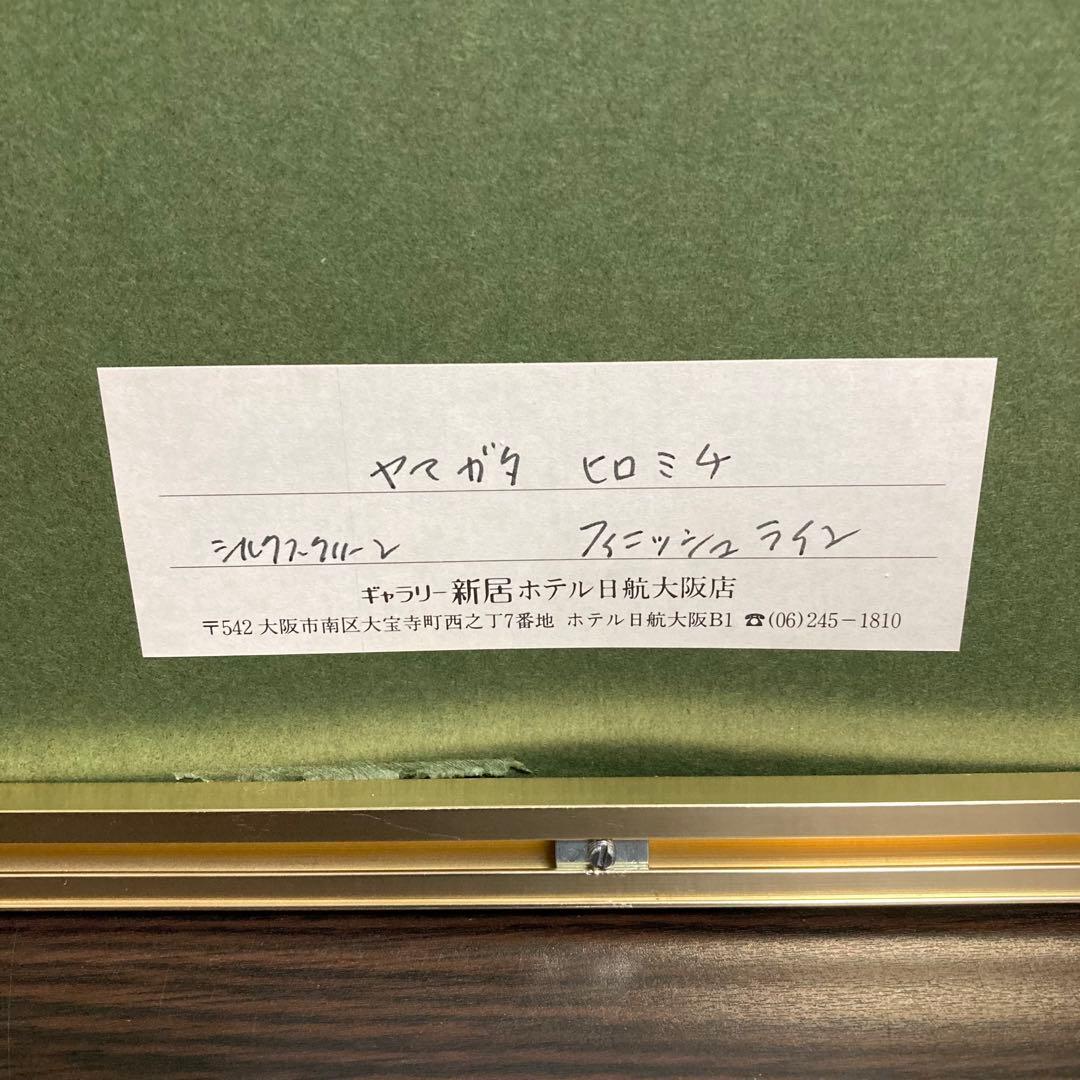 ヤマガタ ヒロミチ
シルクスクリーン フィニッシュ ライン
ギャラリー新居ホテル日航大阪店
〒542 大阪市南区大宝寺町西之丁7番地 ホテル日航大阪B1 ☎(06)245-1810